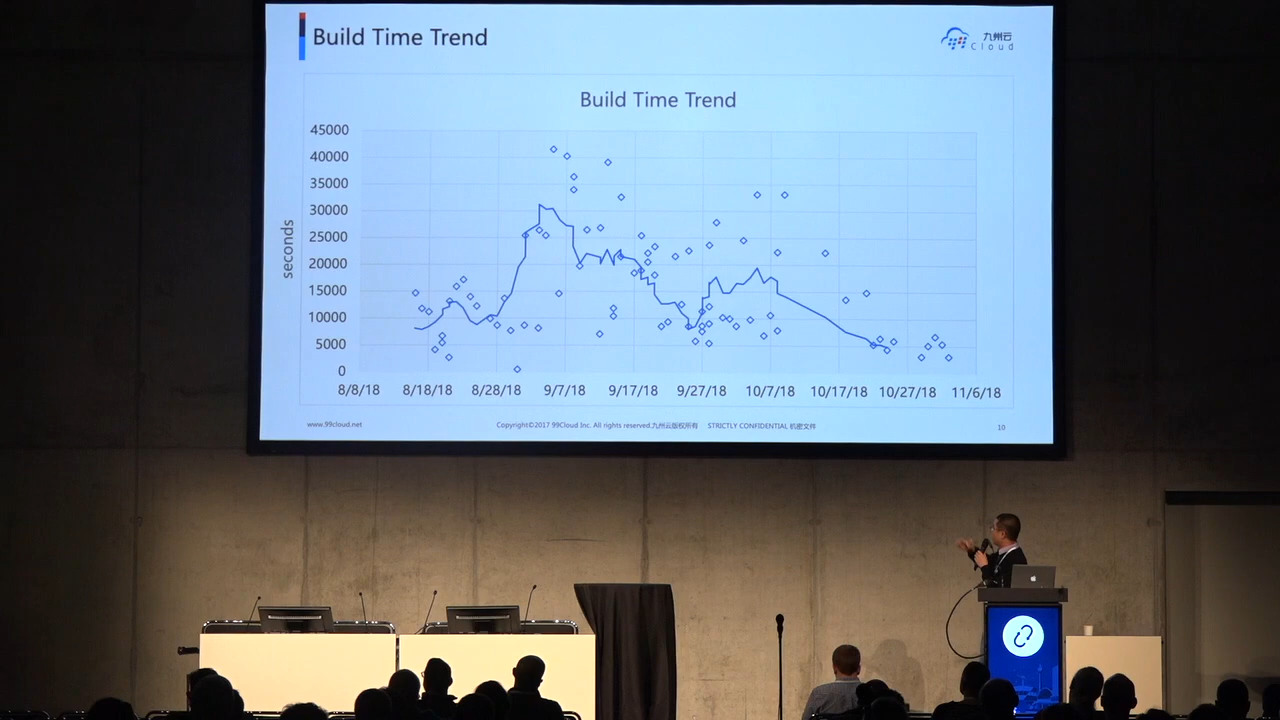 Build Time Trend
九州云
Cloud
Build Time Trend
45000
40000
35000
30000
25000
20000
15000
10000
5000
0
seconds
8/8/18 8/18/18 8/28/18 9/7/18 9/17/18 9/27/18 10/7/18 10/17/18 10/27/18 11/6/18
www.99cloud.net Copyright©2017 99Cloud Inc. All rights reserved.九州云版权所有 STRICTLY CONFIDENTIAL 机密文件 10